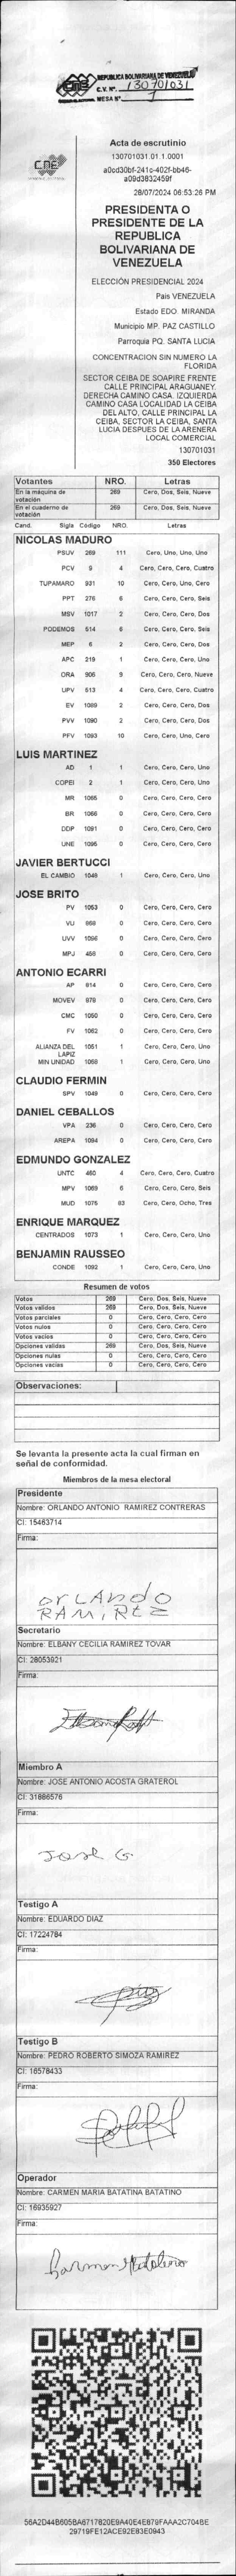 REPUBLICA BOLIVARIANA DE VENEZUELA
CNE
C.V. Nº. 130701031
MESA Nº 1
Acta de escrutinio
130701031.01.1.0001
CNE
a0cd30bf-241c-402f-bb46-
a09d3832459f
28/07/2024 06:53:26 PM
PRESIDENTA O
PRESIDENTE DE LA
REPUBLICA
BOLIVARIANA DE
VENEZUELA
ELECCIÓN PRESIDENCIAL 2024
Pais VENEZUELA
Estado EDO. MIRANDA
Municipio MP. PAZ CASTILLO
Parroquia PQ. SANTA LUCIA
CONCENTRACION SIN NUMERO LA
FLORIDA
SECTOR CEIBA DE SOAPIRE FRENTE
CALLE PRINCIPAL ARAGUANEY.
DERECHA CAMINO CASA. IZQUIERDA
CAMINO CASA LOCALIDAD LA CEIBA
DEL ALTO. CALLE PRINCIPAL LA
CEIBA, SECTOR LA CEIBA, SANTA
LUCIA DESPUES DE LA ARENERA
LOCAL COMERCIAL
130701031
350 Electores
Votantes NRO. Letras
En la máquina de votación 269 Cero, Dos, Seis, Nueve
En el cuaderno de votación 269 Cero, Dos, Seis, Nueve
Cand. Sigla Código NRO. Letras
NICOLAS MADURO
PSUV 269 111 Cero, Uno, Uno, Uno
PCV 9 4 Cero, Cero, Cero, Cuatro
TUPAMARO 931 10 Cero, Cero, Uno, Cero
PPT 276 6 Cero, Cero, Cero, Seis
MSV 1017 2 Cero, Cero, Cero, Dos
PODEMOS 514 6 Cero, Cero, Cero, Seis
MEP 6 2 Cero, Cero, Cero, Dos
APC 219 1 Cero, Cero, Cero, Uno
ORA 906 9 Cero, Cero, Cero, Nueve
UPV 513 4 Cero, Cero, Cero, Cuatro
EV 1089 2 Cero, Cero, Cero, Dos
PVV 1090 2 Cero, Cero, Cero, Dos
PFV 1093 10 Cero, Cero, Uno, Cero
LUIS MARTINEZ
AD 1 1 Cero, Cero, Cero, Uno
COPEI 2 1 Cero, Cero, Cero, Uno
MR 1065 0 Cero, Cero, Cero, Cero
BR 1066 0 Cero, Cero, Cero, Cero
DDP 1091 0 Cero, Cero, Cero, Cero
UNE 1095 0 Cero, Cero, Cero, Cero
JAVIER BERTUCCI
EL CAMBIO 1048 1 Cero, Cero, Cero, Uno
JOSE BRITO
PV 1053 0 Cero, Cero, Cero, Cero
VU 968 0 Cero, Cero, Cero, Cero
UVV 1096 0 Cero, Cero, Cero, Cero
MPJ 458 0 Cero, Cero, Cero, Cero
ANTONIO ECARRI
AP 914 0 Cero, Cero, Cero, Cero
MOVEV 979 0 Cero, Cero, Cero, Cero
CMC 1050 0 Cero, Cero, Cero, Cero
FV 1062 0 Cero, Cero, Cero, Cero
ALIANZA DEL LAPIZ 1051 1 Cero, Cero, Cero, Uno
MIN UNIDAD 1068 1 Cero, Cero, Cero, Uno
CLAUDIO FERMIN
SPV 1049 0 Cero, Cero, Cero, Cero
DANIEL CEBALLOS
VPA 236 0 Cero, Cero, Cero, Cero
AREPA 1094 0 Cero, Cero, Cero, Cero
EDMUNDO GONZALEZ
UNTC 460 4 Cero, Cero, Cero, Cuatro
MPV 1069 6 Cero, Cero, Cero, Seis
MUD 1075 83 Cero, Cero, Ocho, Tres
ENRIQUE MARQUEZ
CENTRADOS 1073 1 Cero, Cero, Cero, Uno
BENJAMIN RAUSSEO
CONDE 1092 1 Cero, Cero, Cero, Uno
Resumen de votos
Votos 269 Cero, Dos, Seis, Nueve
Votos validos 269 Cero, Dos, Seis, Nueve
Votos parciales 0 Cero, Cero, Cero, Cero
Votos nulos 0 Cero, Cero, Cero, Cero
Votos vacios 0 Cero, Cero, Cero, Cero
Opciones validas 269 Cero, Dos, Seis, Nueve
Opciones nulas 0 Cero, Cero, Cero, Cero
Opciones vacias 0 Cero, Cero, Cero, Cero
Observaciones:
Se levanta la presente acta la cual firman en
señal de conformidad.
Miembros de la mesa electoral
Presidente
Nombre: ORLANDO ANTONIO RAMIREZ CONTRERAS
CI: 15463714
Firma:
ORLANDO
RAMIREZ
Secretario
Nombre: ELBANY CECILIA RAMIREZ TOVAR
CI: 28053921
Firma:
Miembro A
Nombre: JOSE ANTONIO ACOSTA GRATEROL
CI: 31886576
Firma:
José G
Testigo A
Nombre: EDUARDO DIAZ
CI: 17224784
Firma:
Testigo B
Nombre: PEDRO ROBERTO SIMOZA RAMIREZ
CI: 16578433
Firma:
Operador
Nombre: CARMEN MARIA BATATINA BATATINO
CI: 16935927
Firma:
56A2D44B605BA6717820E9A40E4E879FAAA2C704BE
29719FE12ACE92E83E0943